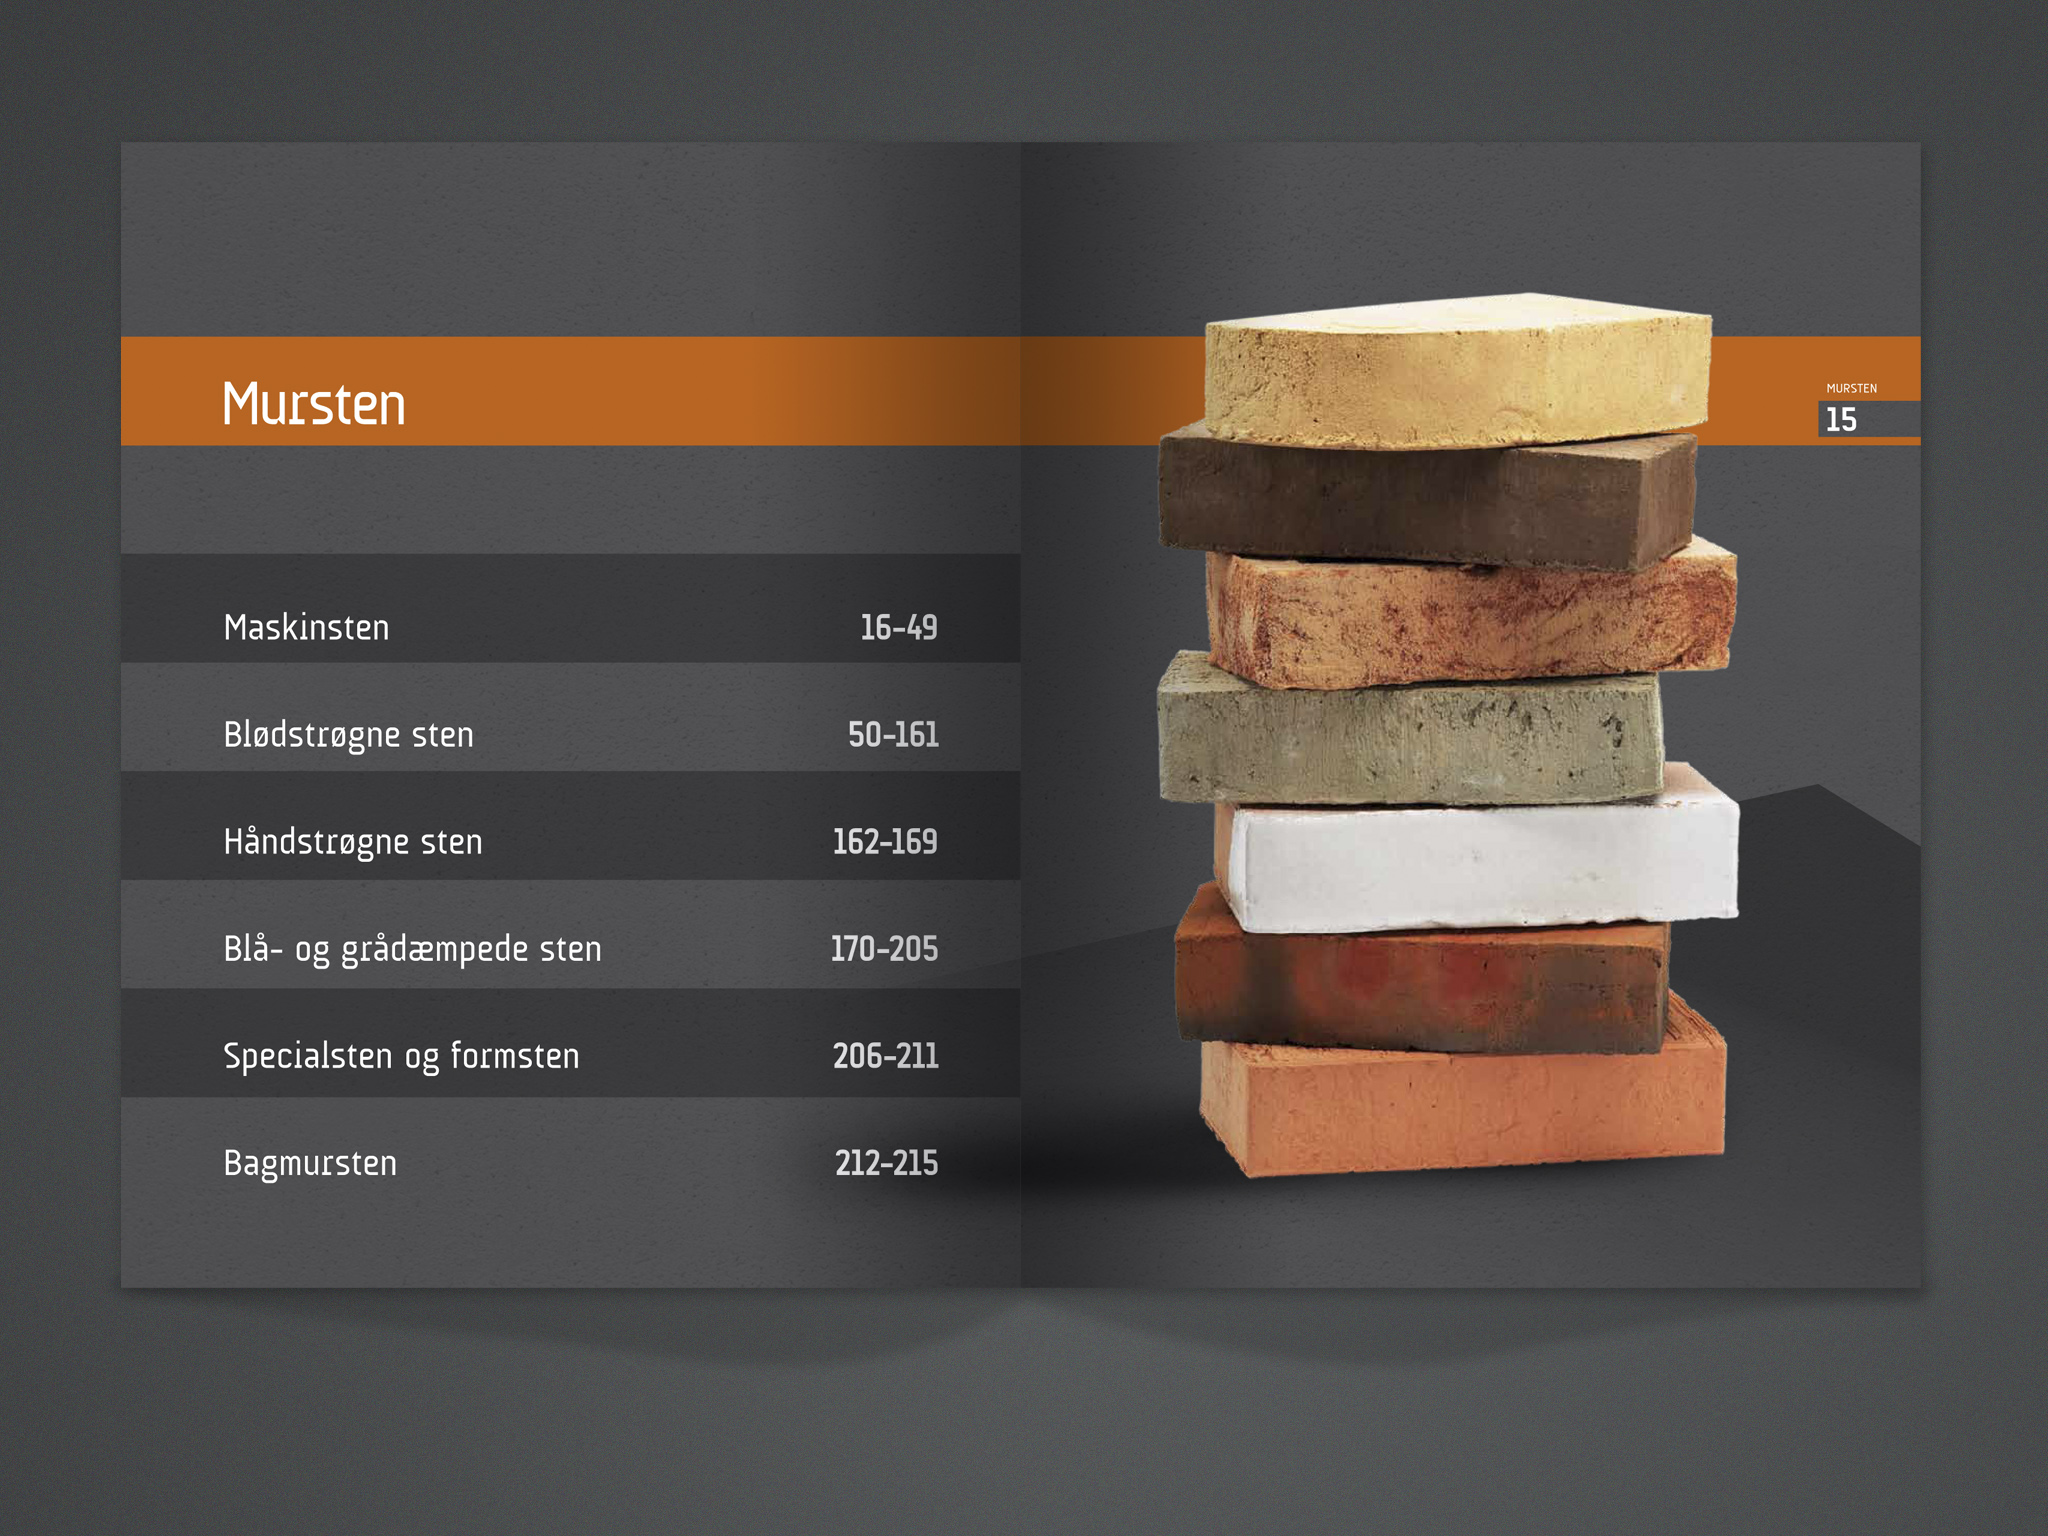 Mursten
Maskinsten 16-49
Blødstrøgne sten 50-161
Håndstrøgne sten 162-169
Blå- og grådæmpede sten 170-205
Specialsten og formsten 206-211
Bagmursten 212-215
MURSTEN
15